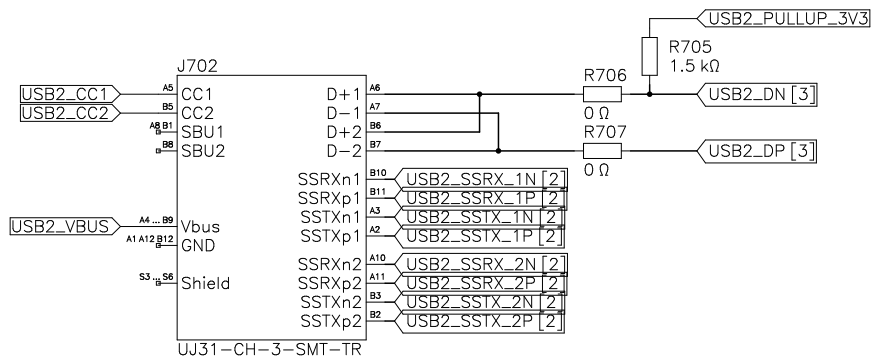 USB2_PULLUP_3V3
R705
1.5 kΩ
J702
R706
0 Ω
USB2_DN [3]
R707
0 Ω
USB2_DP [3]
USB2_CC1 A5 CC1 D+1 A6
USB2_CC2 B5 CC2 D-1 A7
A8 B1 SBU1 D+2 B6
B8 SBU2 D-2 B7
SSRXn1 B10 USB2_SSRX_1N [2]
SSRXp1 B11 USB2_SSRX_1P [2]
USB2_VBUS A4 ... B9 Vbus SSTXn1 A3 USB2_SSTX_1N [2]
A1 A12 B12 GND SSTXp1 A2 USB2_SSTX_1P [2]
SSRXn2 A10 USB2_SSRX_2N [2]
S3 ... S6 Shield SSRXp2 A11 USB2_SSRX_2P [2]
SSTXn2 B3 USB2_SSTX_2N [2]
SSTXp2 B2 USB2_SSTX_2P [2]
UJ31-CH-3-SMT-TR